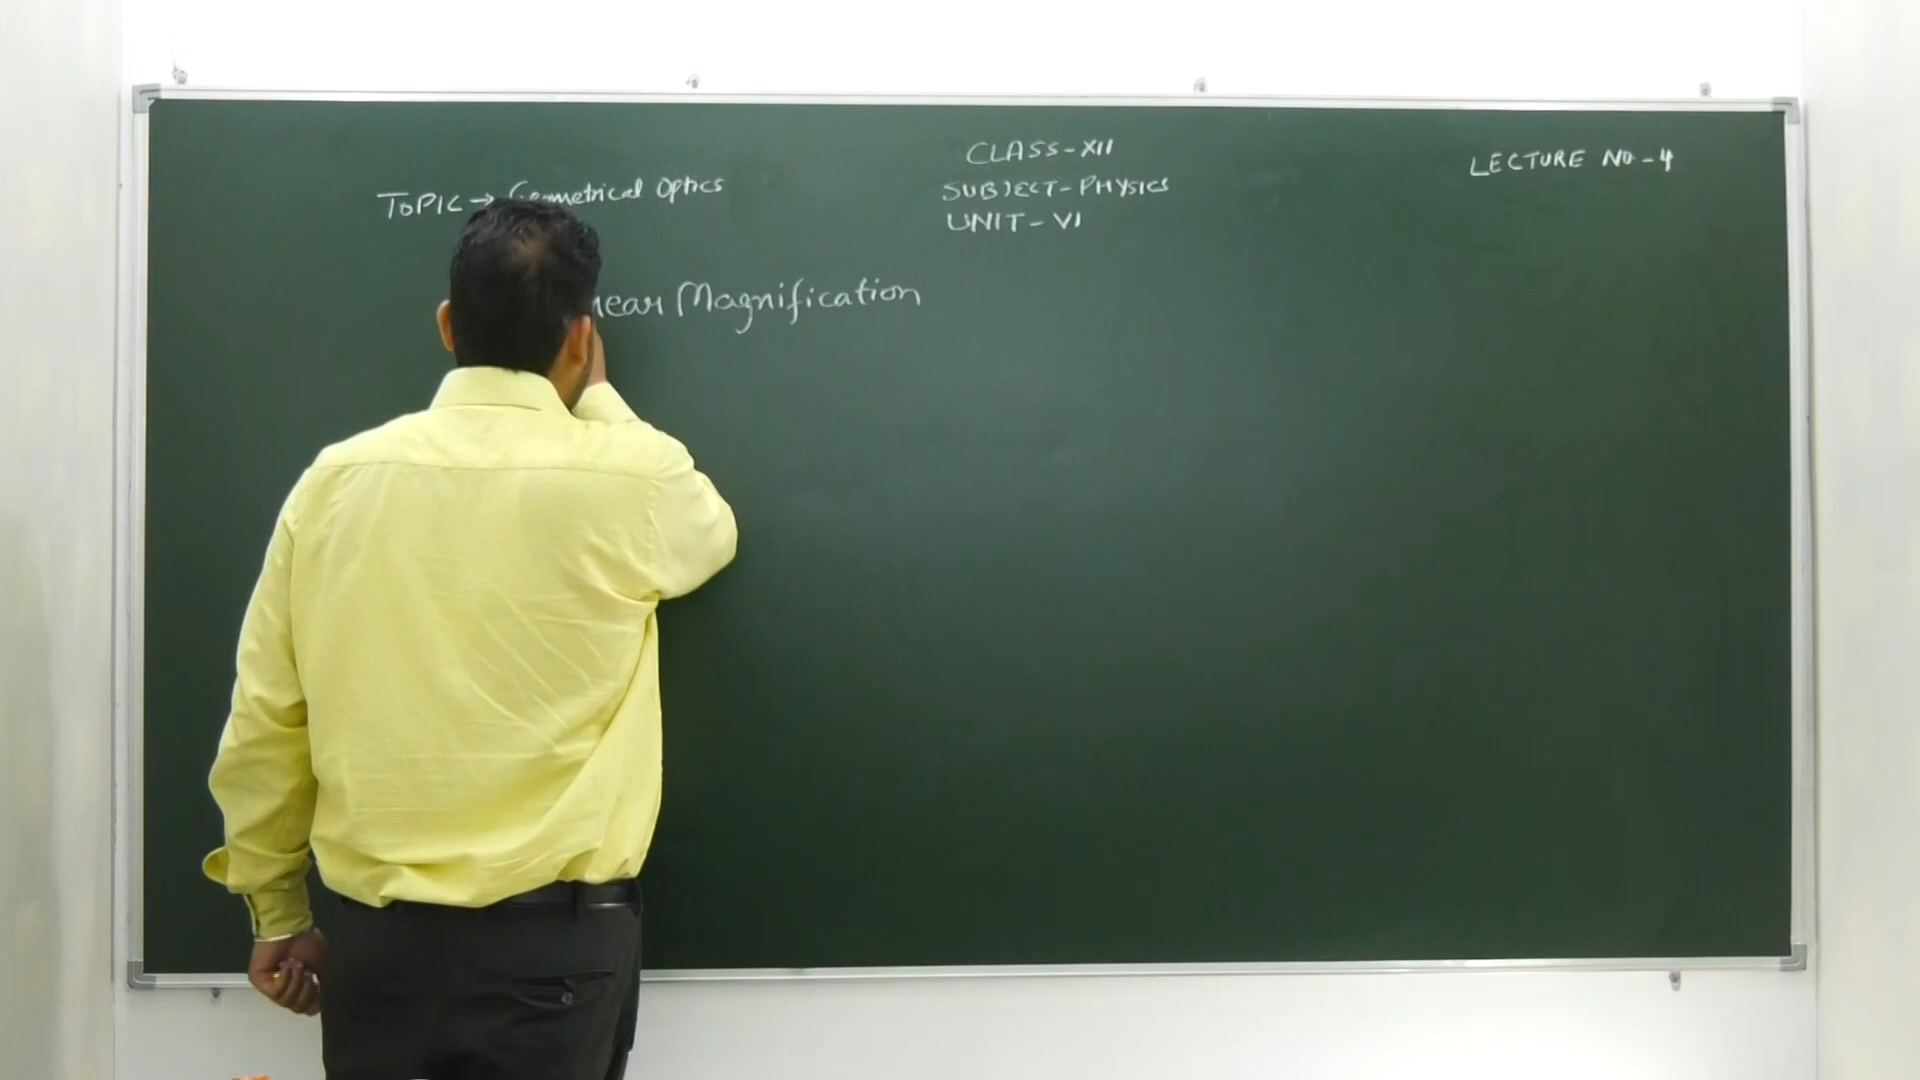 CLASS-XII
LECTURE NO-4
TOPIC → Geometrical Optics
SUBJECT-PHYSICS
UNIT-VI
near Magnification